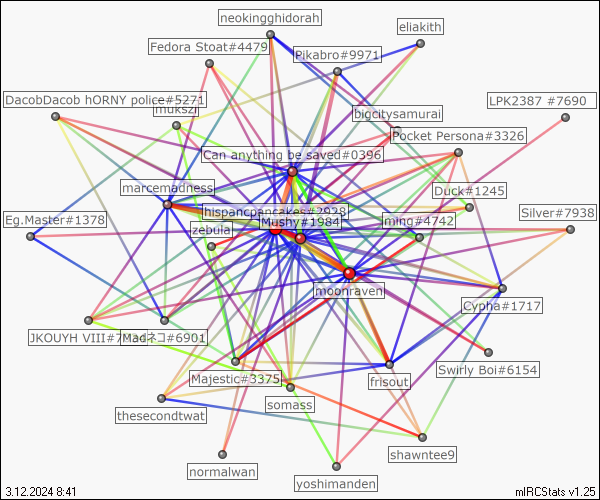 neokingghidorah
eliakith
Fedora Stoat#4479
Pikabro#9971
DacobDacob hORNY police#5271
LPK2387 #7690
mukszi
bigcitysamurai
Pocket Persona#3326
Can anything be saved#0396
marcemadness
Duck#1245
Eg.Master#1378
hispancpancakes#2928
Silver#7938
Mushy#1984
ming#4742
zebula
moonraven
Cypha#1717
JKOUYH VIII#7
Madネコ#6901
Majestic#3375
frisout
Swirly Boi#6154
somass
thesecondtwat
shawntee9
normalwan
yoshimanden
3.12.2024 8:41
mIRCStats v1.25